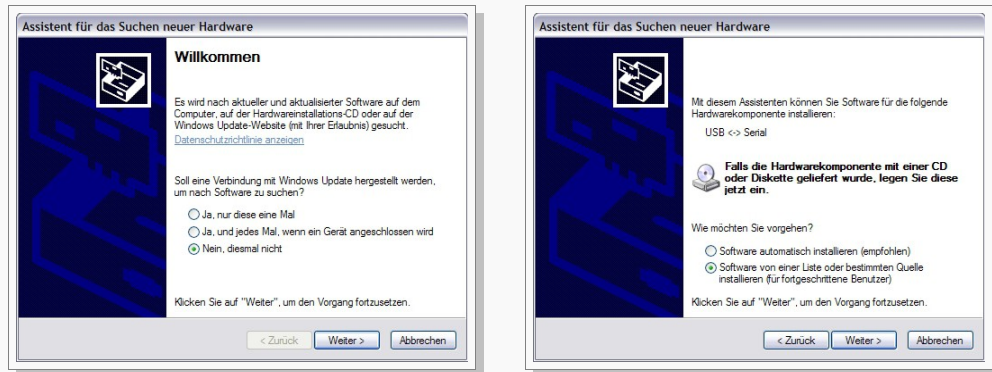 Assistent für das Suchen neuer Hardware
Willkommen
Es wird nach aktueller und aktualisierter Software auf dem
Computer, auf der Hardwareinstallations-CD oder auf der
Windows Update-Website (mit Ihrer Erlaubnis) gesucht.
Datenschutzrichtlinie anzeigen
Soll eine Verbindung mit Windows Update hergestellt werden,
um nach Software zu suchen?
Ja, nur diese eine Mal
Ja, und jedes Mal, wenn ein Gerät angeschlossen wird
Nein, diesmal nicht
Klicken Sie auf "Weiter", um den Vorgang fortzusetzen.
< Zurück
Weiter >
Abbrechen
Assistent für das Suchen neuer Hardware
Mit diesem Assistenten können Sie Software für die folgende
Hardwarekomponente installieren:
USB <-> Serial
Falls die Hardwarekomponente mit einer CD
oder Diskette geliefert wurde, legen Sie diese
jetzt ein.
Wie möchten Sie vorgehen?
Software automatisch installieren (empfohlen)
Software von einer Liste oder bestimmten Quelle
installieren (für fortgeschrittene Benutzer)
Klicken Sie auf "Weiter", um den Vorgang fortzusetzen.
< Zurück
Weiter >
Abbrechen